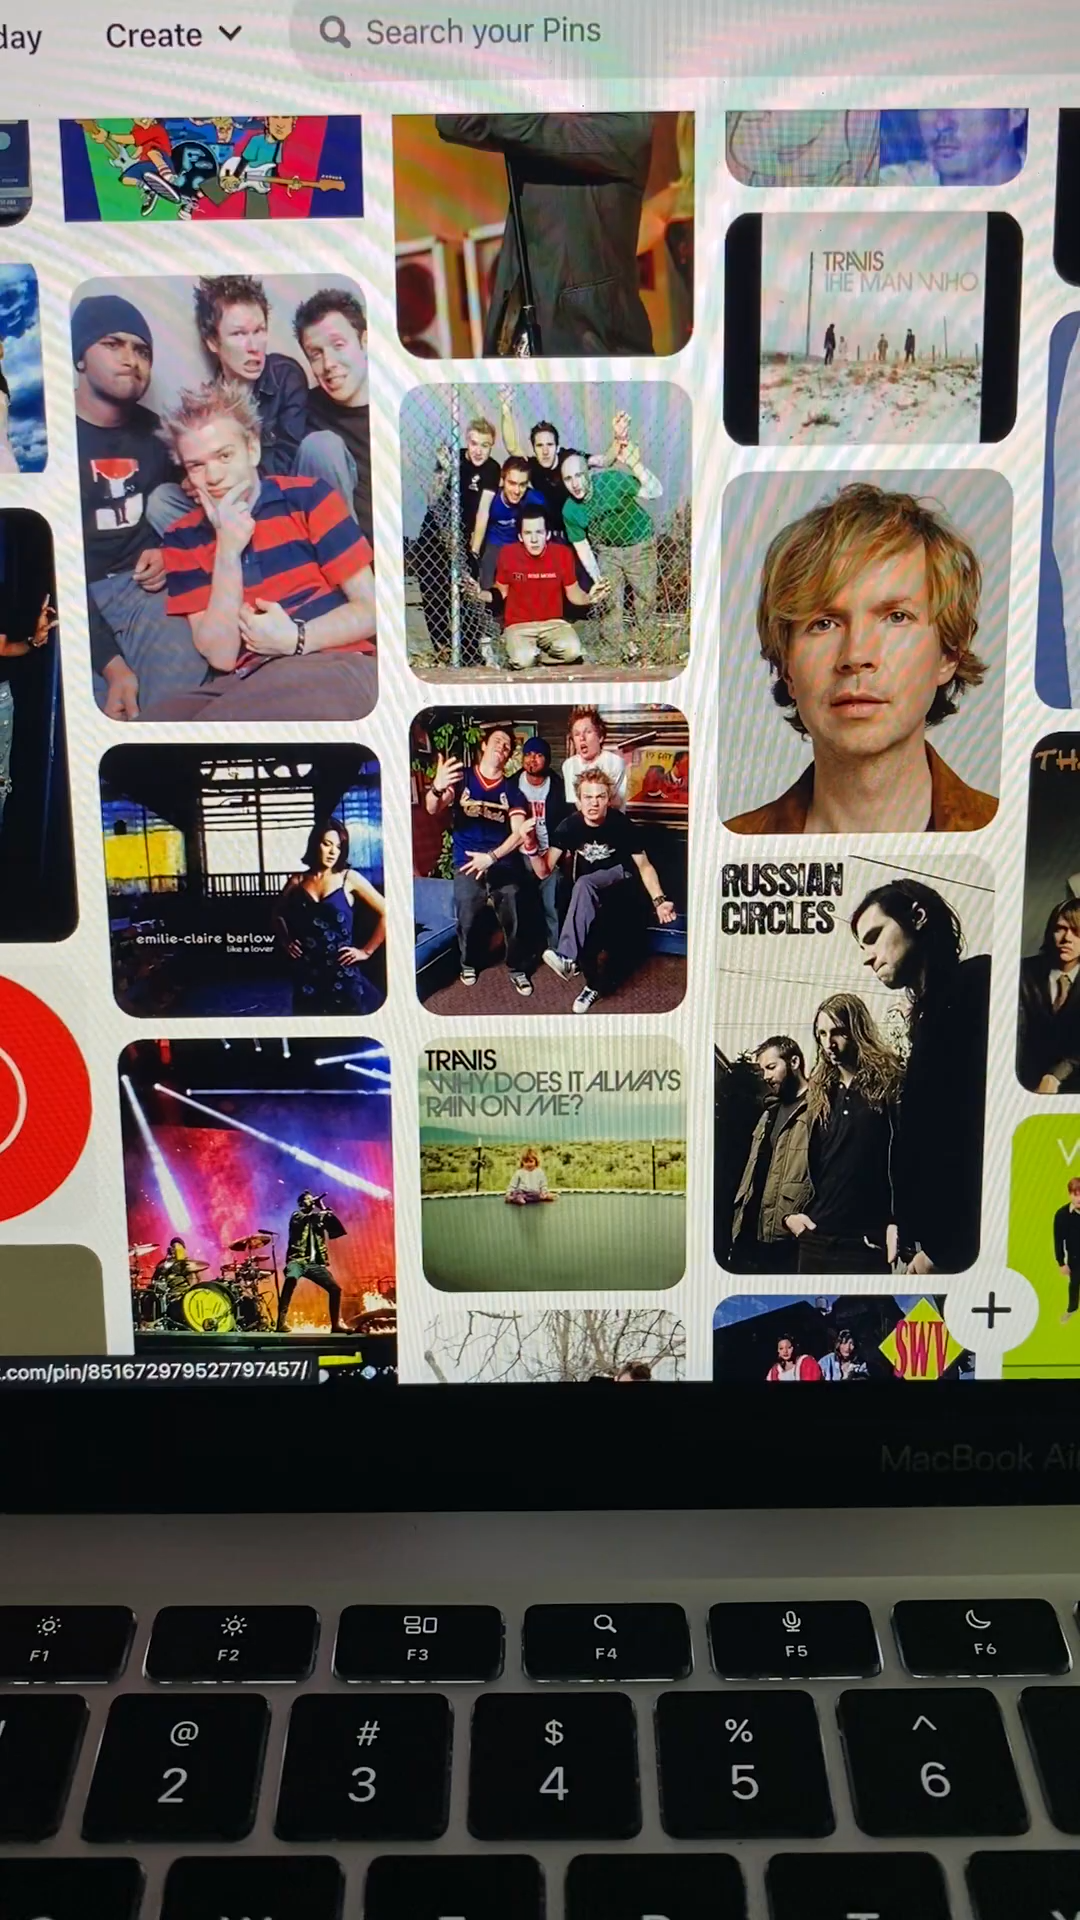 day
Create
Search your Pins
TRAVIS
THE MAN WHO
emilie-claire barlow
like a lover
RUSSIAN
CIRCLES
TRAVIS
WHY DOES IT ALWAYS
RAIN ON ME?
SWV
.com/pin/851672979527797457/
MacBook Air
F1
F2
F3
F4
F5
F6
@
2
#
3
$
4
%
5
^
6